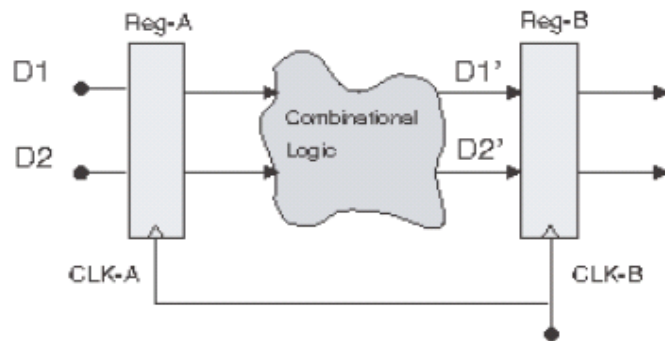 Reg-A
Reg-B
D1
D1’
Combinational
Logic
D2
D2’
CLK-A
CLK-B